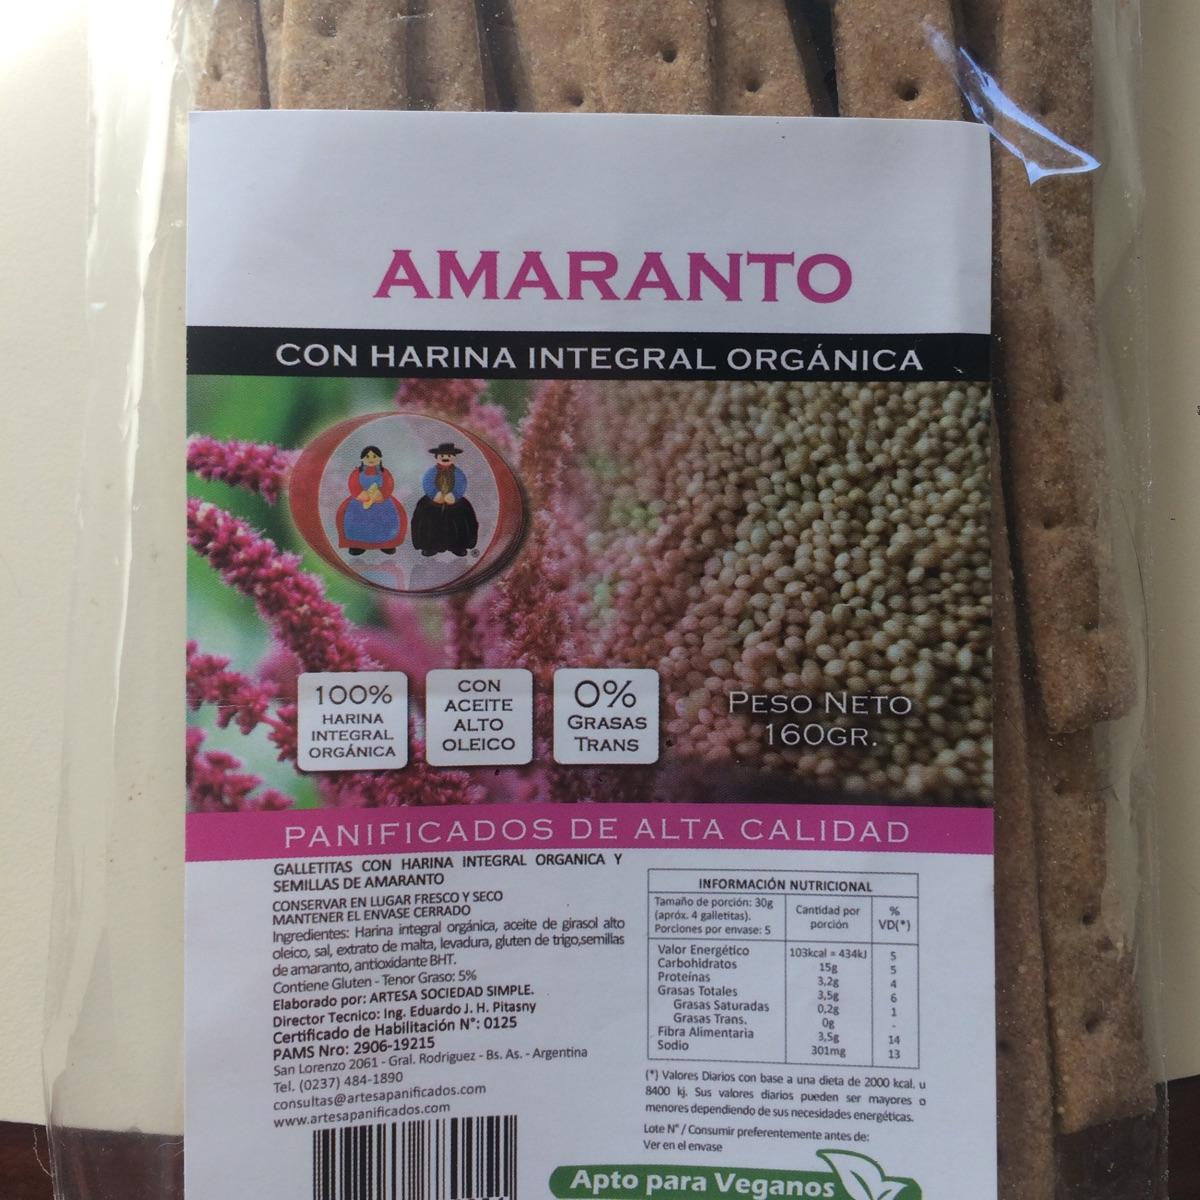 AMARANTO
CON HARINA INTEGRAL ORGÁNICA
®
100%
HARINA
INTEGRAL
ORGÁNICA
CON
ACEITE
ALTO
OLEICO
0%
GRASAS
TRANS
PESO NETO
160GR.
PANIFICADOS DE ALTA CALIDAD
GALLETITAS CON HARINA INTEGRAL ORGANICA Y
SEMILLAS DE AMARANTO
CONSERVAR EN LUGAR FRESCO Y SECO
MANTENER EL ENVASE CERRADO
Ingredientes: Harina integral orgánica, aceite de girasol alto
oleico, sal, extrato de malta, levadura, gluten de trigo,semillas
de amaranto, antioxidante BHT.
Contiene Gluten - Tenor Graso: 5%
Elaborado por: ARTESA SOCIEDAD SIMPLE.
Director Tecnico: Ing. Eduardo J. H. Pitasny
Certificado de Habilitación N°: 0125
PAMS Nro: 2906-19215
San Lorenzo 2061 - Gral. Rodriguez - Bs. As. - Argentina
Tel. (0237) 484-1890
consultas@artesapanificados.com
www.artesapanificados.com
INFORMACIÓN NUTRICIONAL
Tamaño de porción: 30g
(apróx. 4 galletitas).
Porciones por envase: 5
Cantidad por
porción
%
VD(*)
Valor Energético 103kcal = 434kJ 5
Carbohidratos 15g 5
Proteínas 3,2g 4
Grasas Totales 3,5g 6
Grasas Saturadas 0,2g 1
Grasas Trans. 0g -
Fibra Alimentaria 3,5g 14
Sodio 301mg 13
(*) Valores Diarios con base a una dieta de 2000 kcal. u
8400 kj. Sus valores diarios pueden ser mayores o
menores dependiendo de sus necesidades energéticas.
Lote N° / Consumir preferentemente antes de:
Ver en el envase
Apto para Veganos